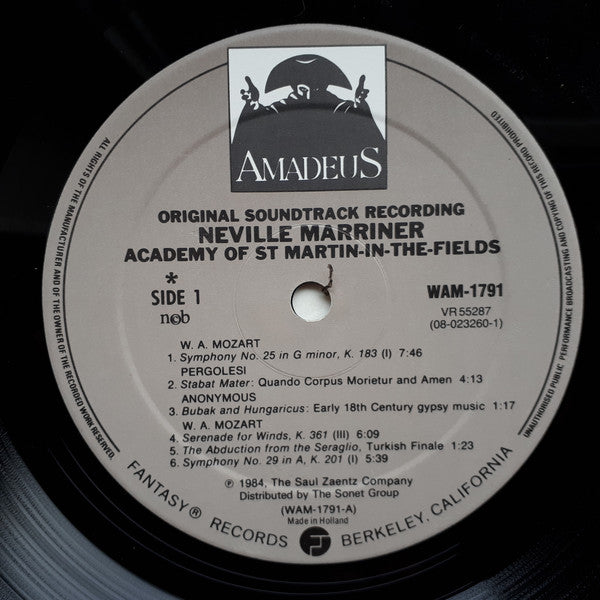 AMADEUS
ORIGINAL SOUNDTRACK RECORDING
NEVILLE MARRINER
ACADEMY OF ST MARTIN-IN-THE-FIELDS
*
SIDE 1
ncb
WAM-1791
VR 55287
(08-023260-1)
W. A. MOZART
1. Symphony No. 25 in G minor, K. 183 (I) 7:46
PERGOLESI
2. Stabat Mater: Quando Corpus Morietur and Amen 4:13
ANONYMOUS
3. Bubak and Hungaricus: Early 18th Century gypsy music 1:17
W. A. MOZART
4. Serenade for Winds, K. 361 (III) 6:09
5. The Abduction from the Seraglio, Turkish Finale 1:23
6. Symphony No. 29 in A, K. 201 (I) 5:39
℗ 1984, The Saul Zaentz Company
Distributed by The Sonet Group
(WAM-1791-A)
Made in Holland
FANTASY® RECORDS F BERKELEY, CALIFORNIA
ALL RIGHTS OF THE MANUFACTURER AND OF THE OWNER OF THE RECORDED WORK RESERVED.
UNAUTHORISED PUBLIC PERFORMANCE BROADCASTING AND COPYING OF THIS RECORD PROHIBITED